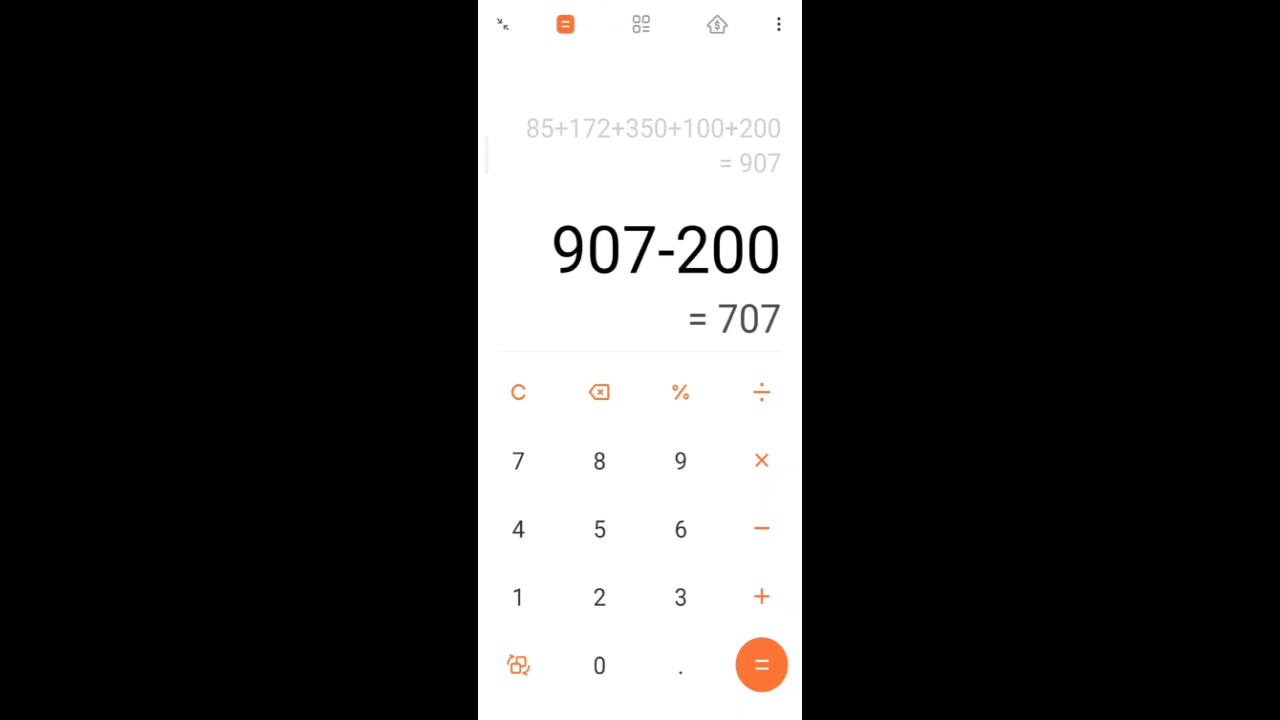 85+172+350+100+200
= 907
907-200
= 707
C % ÷
7 8 9 ×
4 5 6 −
1 2 3 +
0 . =